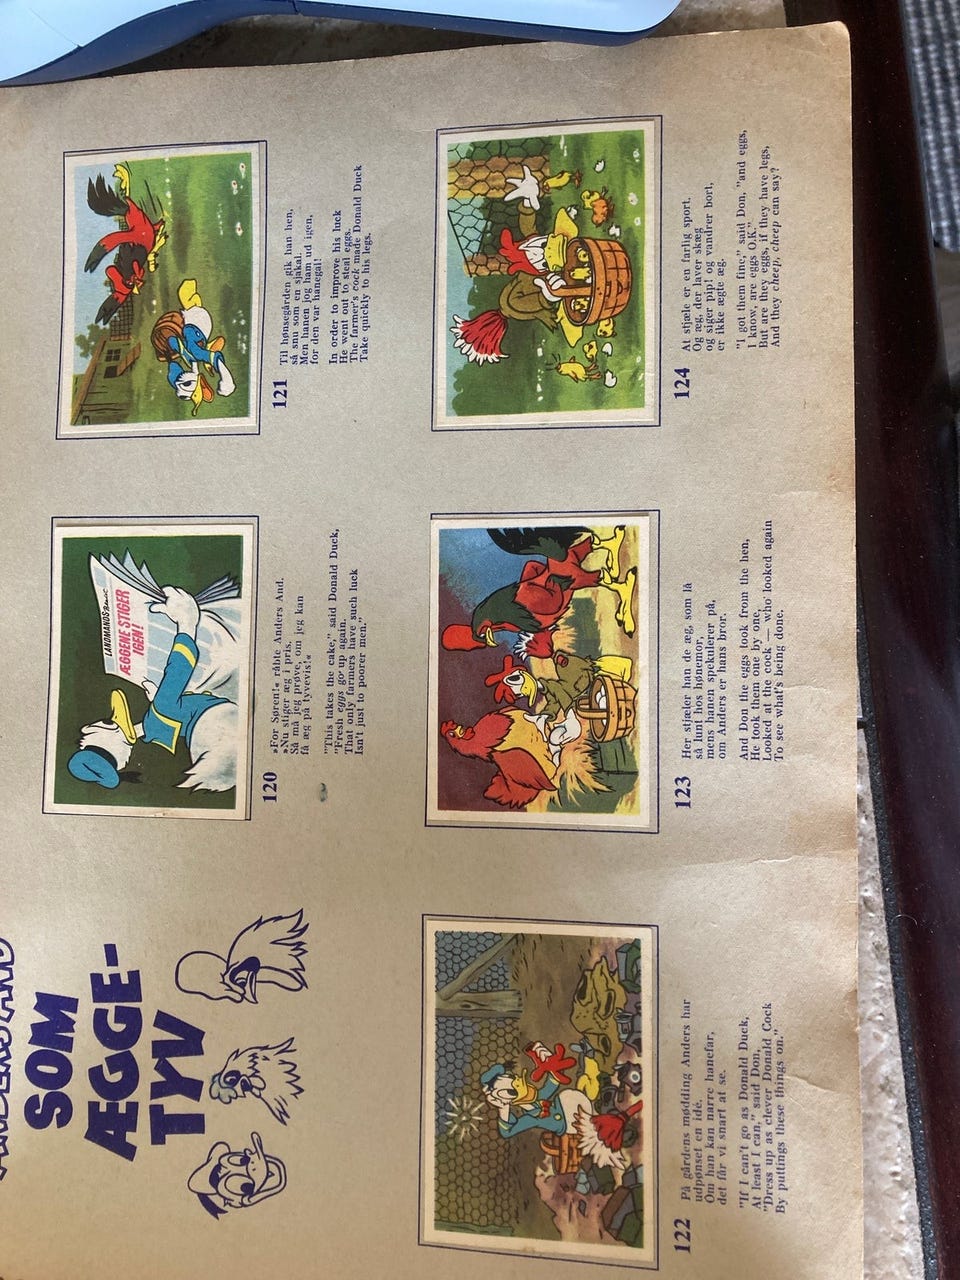 SOM
ÆGGE-
TYV
LANDMANDS
ÆGGENE STIGER
IGEN!
120
»For Søren!« råbte Anders And.
»Nu stiger æg i pris.
Så må jeg prøve, om jeg kan
få æg på tyvevis!«
"This takes the cake," said Donald Duck,
"Fresh eggs gor up again.
That only farmers have such luck
Isn't just to poorer men."
121
Til hønsegården gik han hen,
så snu som en sjakal.
Men hanen jog ham ud igen,
for den var hanegal!
In order to improve his luck
He went out to steal eggs.
The farmer's cock made Donald Duck
Take quickly to his legs.
122
På gårdens mødding Anders har
udpønset en idé.
Om han kan narre hanefar,
det får vi snart at se.
"If I can't go as Donald Duck,
At least I can," said Don,
"Dress up as clever Donald Cock
By puttings these things on."
123
Her stjæler han de æg, som lå
så lunt hos hønemor,
mens hanen spekulerer på,
om Anders er hans bror.
And Don the eggs took from the hen,
He took them one by one,
Looked at the cock — who looked again
To see what's being done.
124
At stjæle er en farlig sport.
Og æg, der laver skæg
og siger pip! og vandrer bort,
er ikke ægte æg.
"I got them fine," said Don, "and eggs,
I know, are eggs O.K."
But are they eggs, if they have legs,
And they cheep, cheep can say?